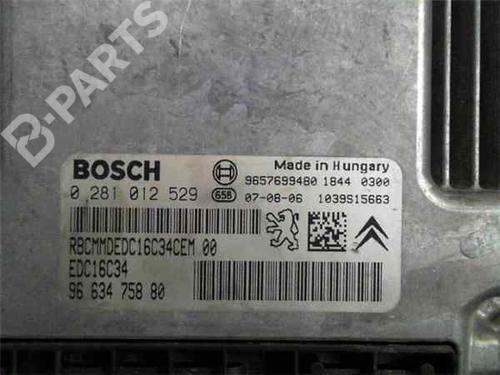 B-PARTS
BOSCH
Made in Hungary
9657699480 1844 0300
0 281 012 529 658 07-08-06 1039S15663
RBCMMDEDC16C34CEM 00
EDC16C34
96 634 758 80